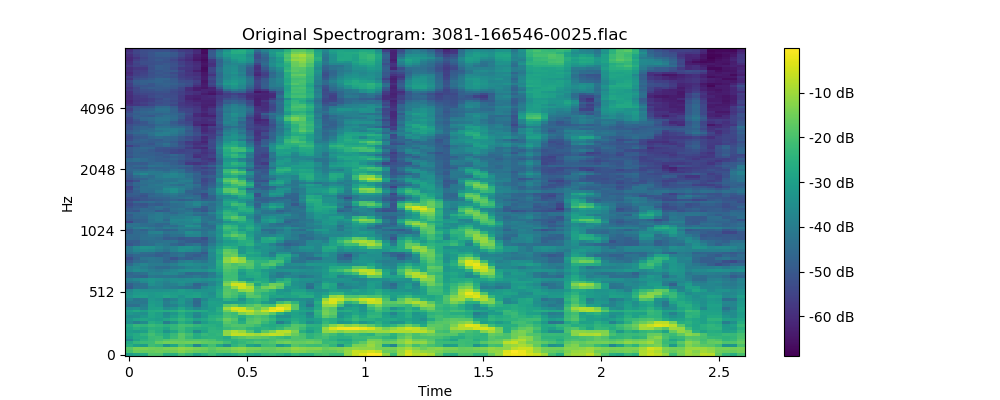 Original Spectrogram: 3081-166546-0025.flac
4096
2048
1024
512
0
Hz
0
0.5
1
1.5
2
2.5
Time
-10 dB
-20 dB
-30 dB
-40 dB
-50 dB
-60 dB